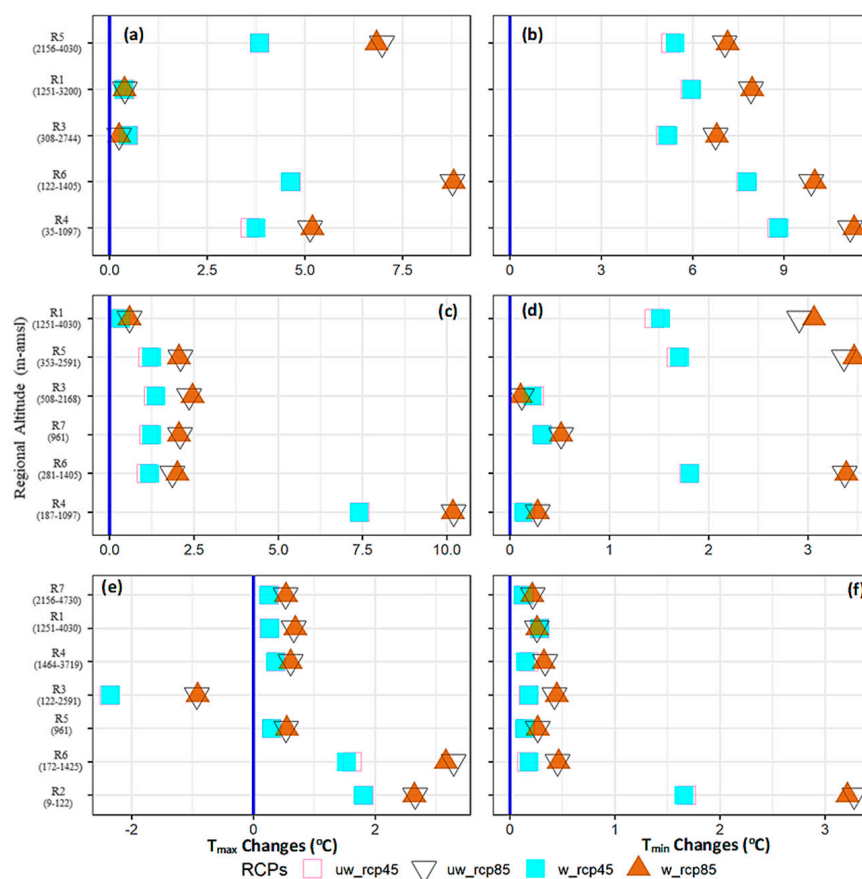 (a)
(b)
R5
(2156-4030)
R1
(1251-3200)
R3
(308-2744)
R6
(122-1405)
R4
(35-1097)
0.0 2.5 5.0 7.5
0 3 6 9
(c)
(d)
Regional Altitude (m-amsl)
R1
(1251-4030)
R5
(353-2591)
R3
(508-2168)
R7
(961)
R6
(281-1405)
R4
(187-1097)
0.0 2.5 5.0 7.5 10.0
0 1 2 3
(e)
(f)
R7
(2156-4730)
R1
(1251-4030)
R4
(1464-3719)
R3
(122-2591)
R5
(961)
R6
(172-1425)
R2
(9-122)
-2 0 2
0 1 2 3
Tmax Changes (°C)
Tmin Changes (°C)
RCPs uw_rcp45 uw_rcp85 w_rcp45 w_rcp85